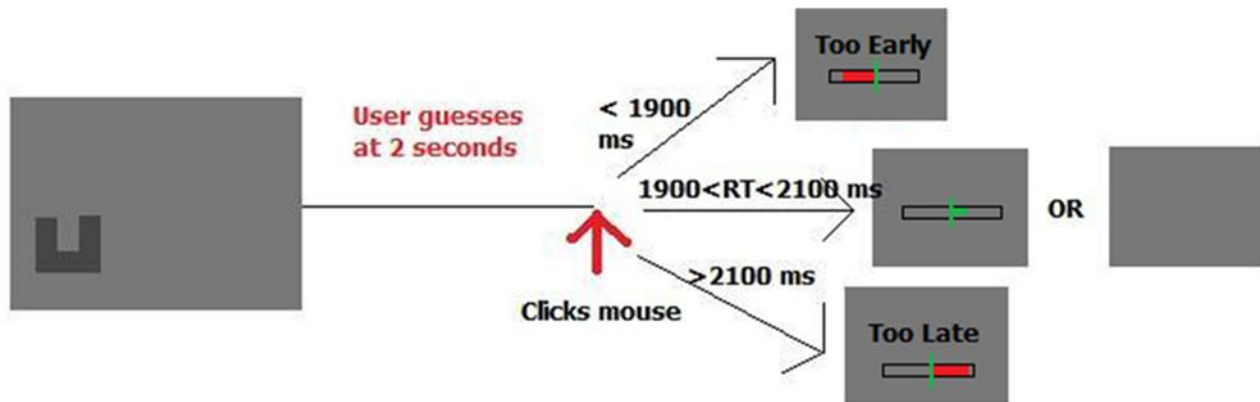 Too Early
User guesses
at 2 seconds
< 1900
ms
1900<RT<2100 ms
OR
>2100 ms
Clicks mouse
Too Late